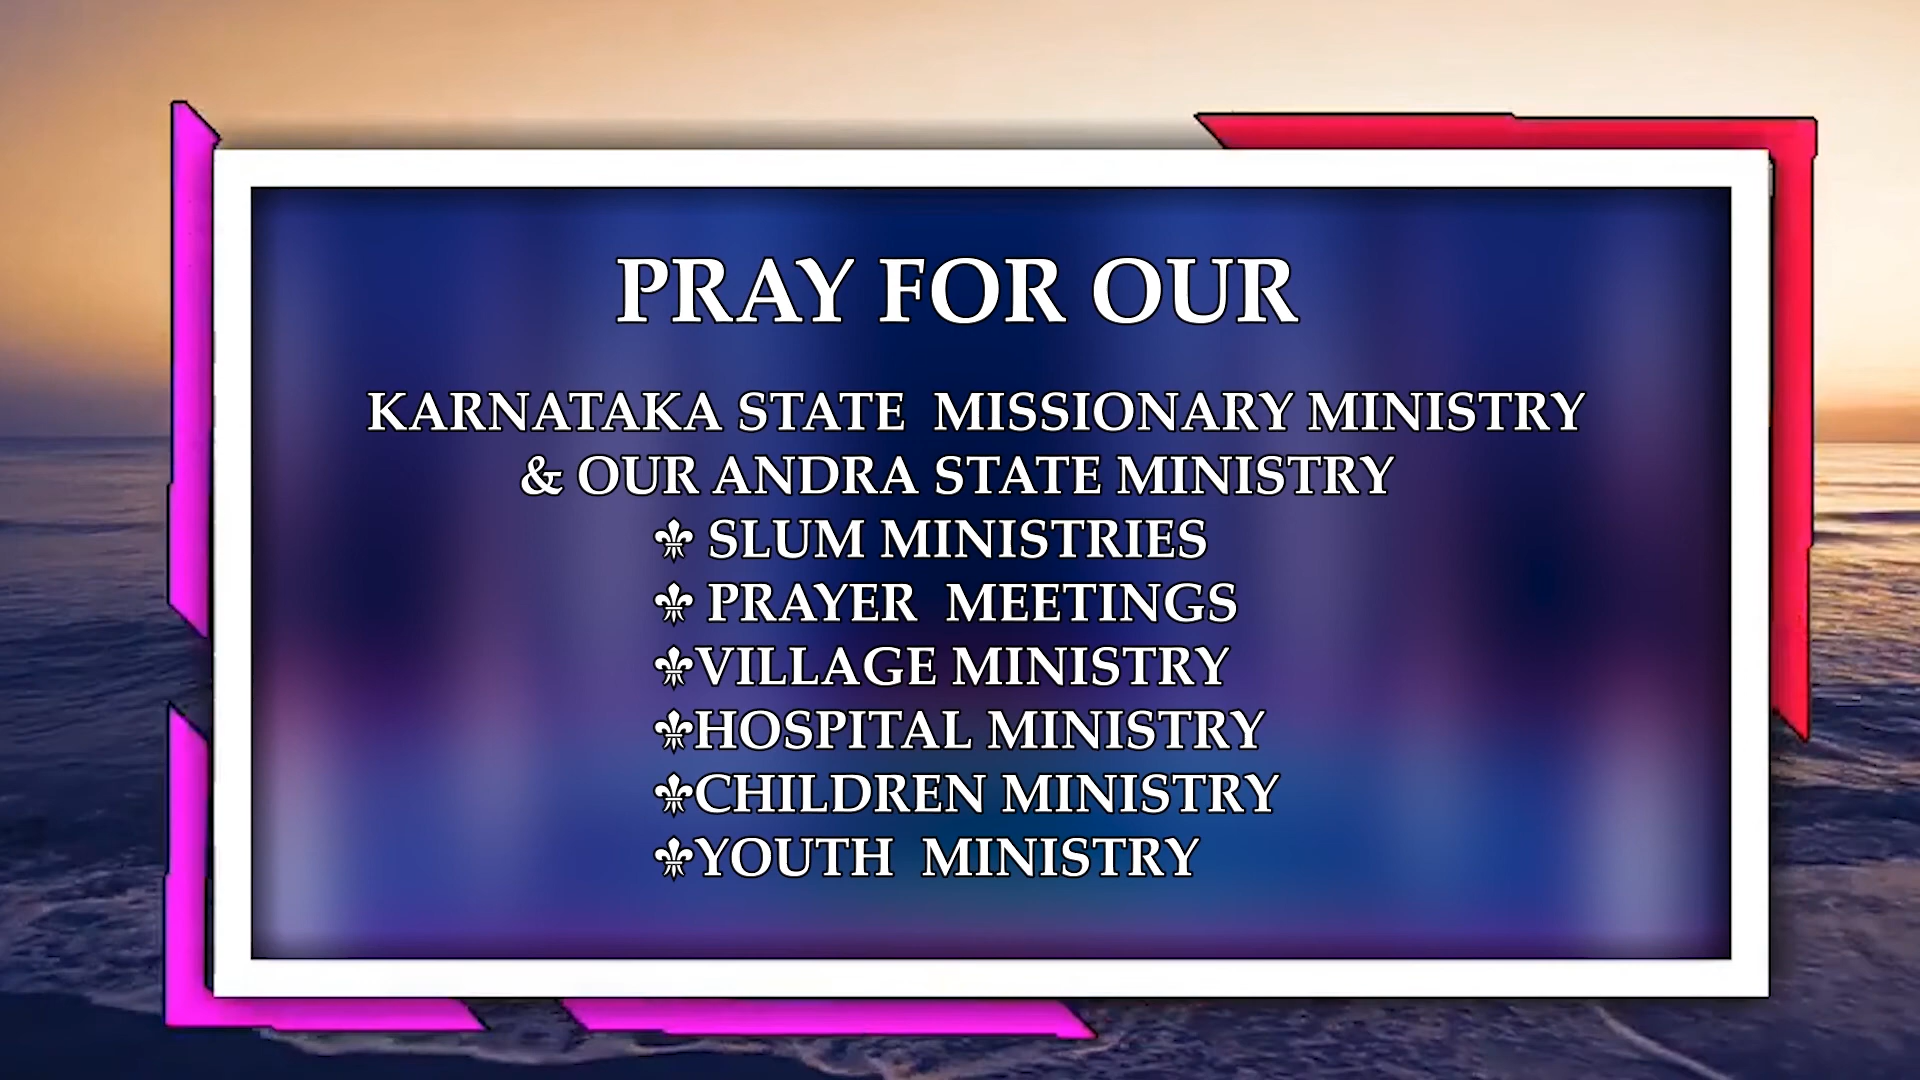 PRAY FOR OUR
KARNATAKA STATE MISSIONARY MINISTRY
& OUR ANDRA STATE MINISTRY
⚜ SLUM MINISTRIES
⚜ PRAYER MEETINGS
⚜VILLAGE MINISTRY
⚜HOSPITAL MINISTRY
⚜CHILDREN MINISTRY
⚜YOUTH MINISTRY